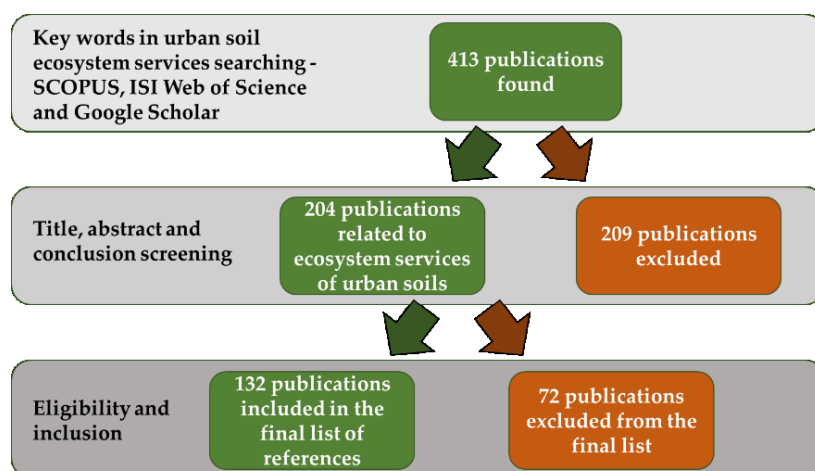 Key words in urban soil
ecosystem services searching -
SCOPUS, ISI Web of Science
and Google Scholar
413 publications
found
Title, abstract and
conclusion screening
204 publications
related to
ecosystem services
of urban soils
209 publications
excluded
Eligibility and
inclusion
132 publications
included in the
final list of
references
72 publications
excluded from the
final list